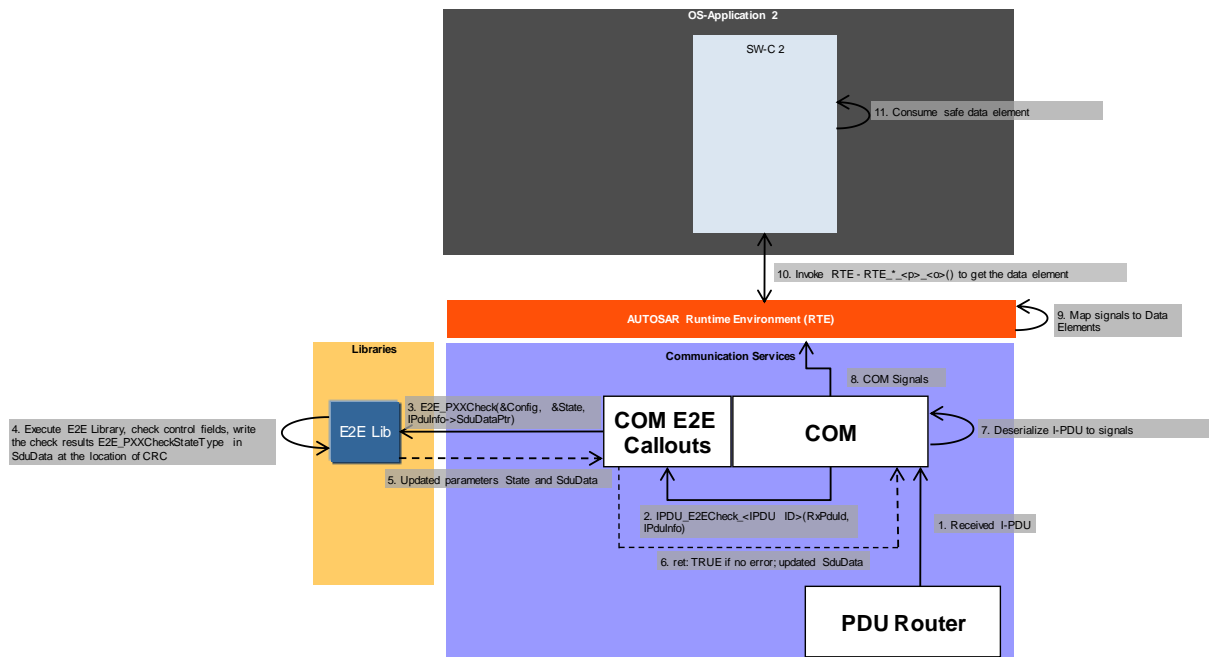 OS-Application 2
SW-C 2
11. Consume safe data element
10. Invoke RTE - RTE_*_<p>_<o>() to get the data element
AUTOSAR Runtime Environment (RTE)
9. Map signals to Data
Elements
Libraries
Communication Services
8. COM Signals
3. E2E_PXXCheck(&Config, &State,
IPduInfo->SduDataPtr)
4. Execute E2E Library, check control fields, write
the check results E2E_PXXCheckStateType in
SduData at the location of CRC
E2E Lib
COM E2E
Callouts
COM
7. Deserialize I-PDU to signals
5. Updated parameters State and SduData
2. IPDU_E2ECheck_<IPDU ID>(RxPduId,
IPduInfo)
1. Received I-PDU
6. ret: TRUE if no error; updated SduData
PDU Router